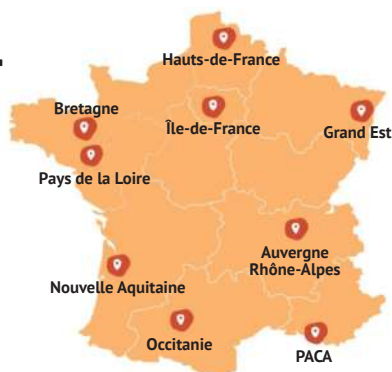 Hauts-de-France
Bretagne
Île-de-France
Grand Est
Pays de la Loire
Auvergne
Rhône-Alpes
Nouvelle Aquitaine
Occitanie
PACA